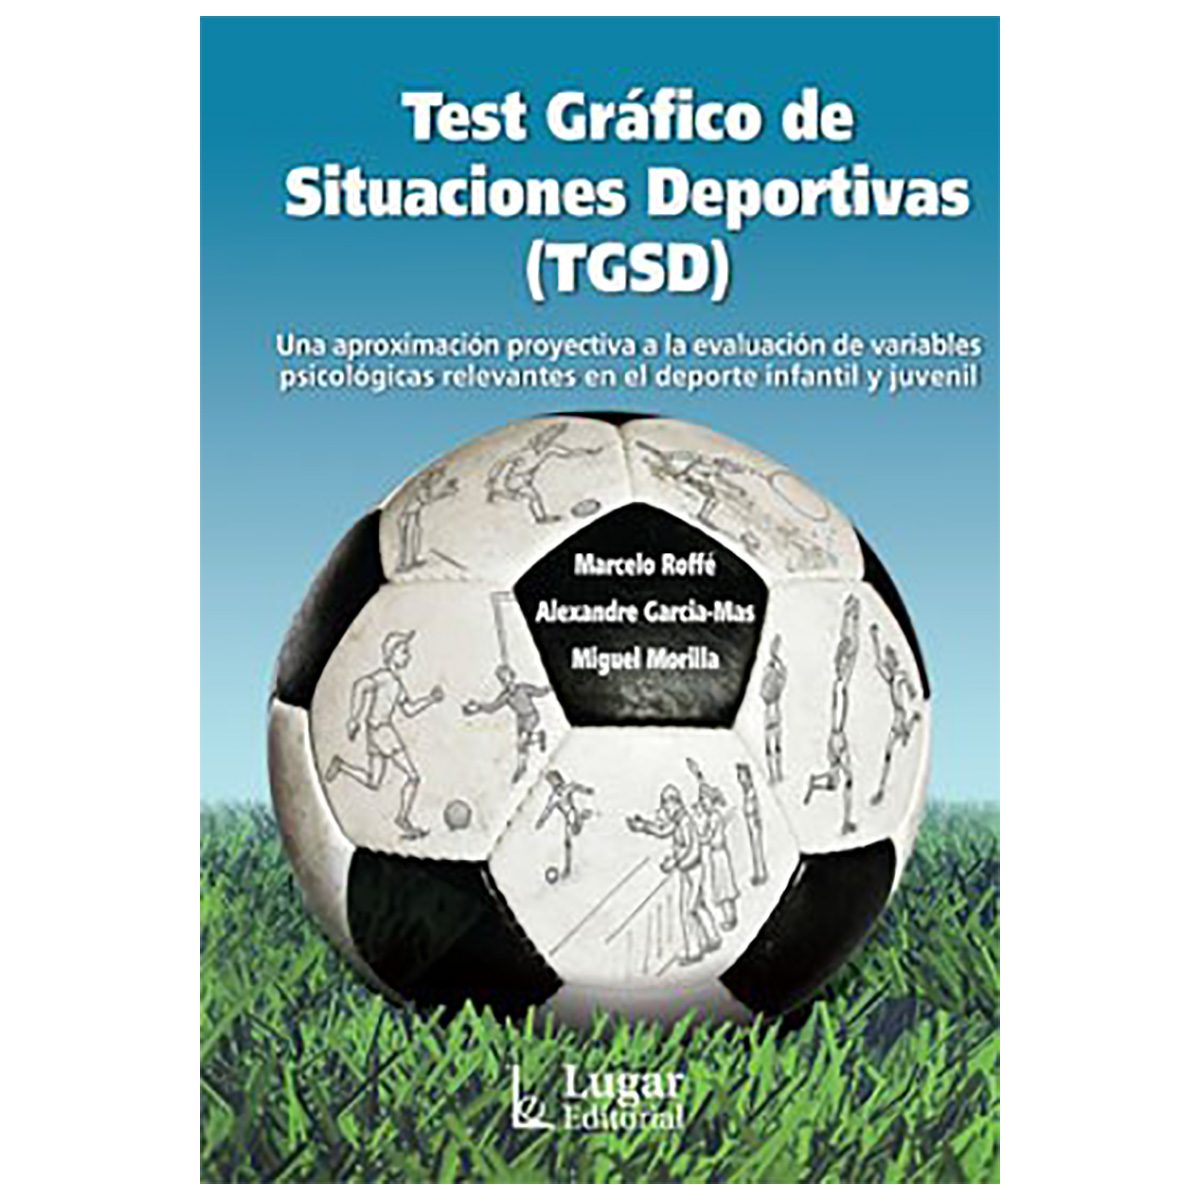 Test Gráfico de
Situaciones Deportivas
(TGSD)
Una aproximación proyectiva a la evaluación de variables
psicológicas relevantes en el deporte infantil y juvenil
Marcelo Roffé
Alexandre Garcia-Mas
Miguel Morilla
Lugar
Editorial